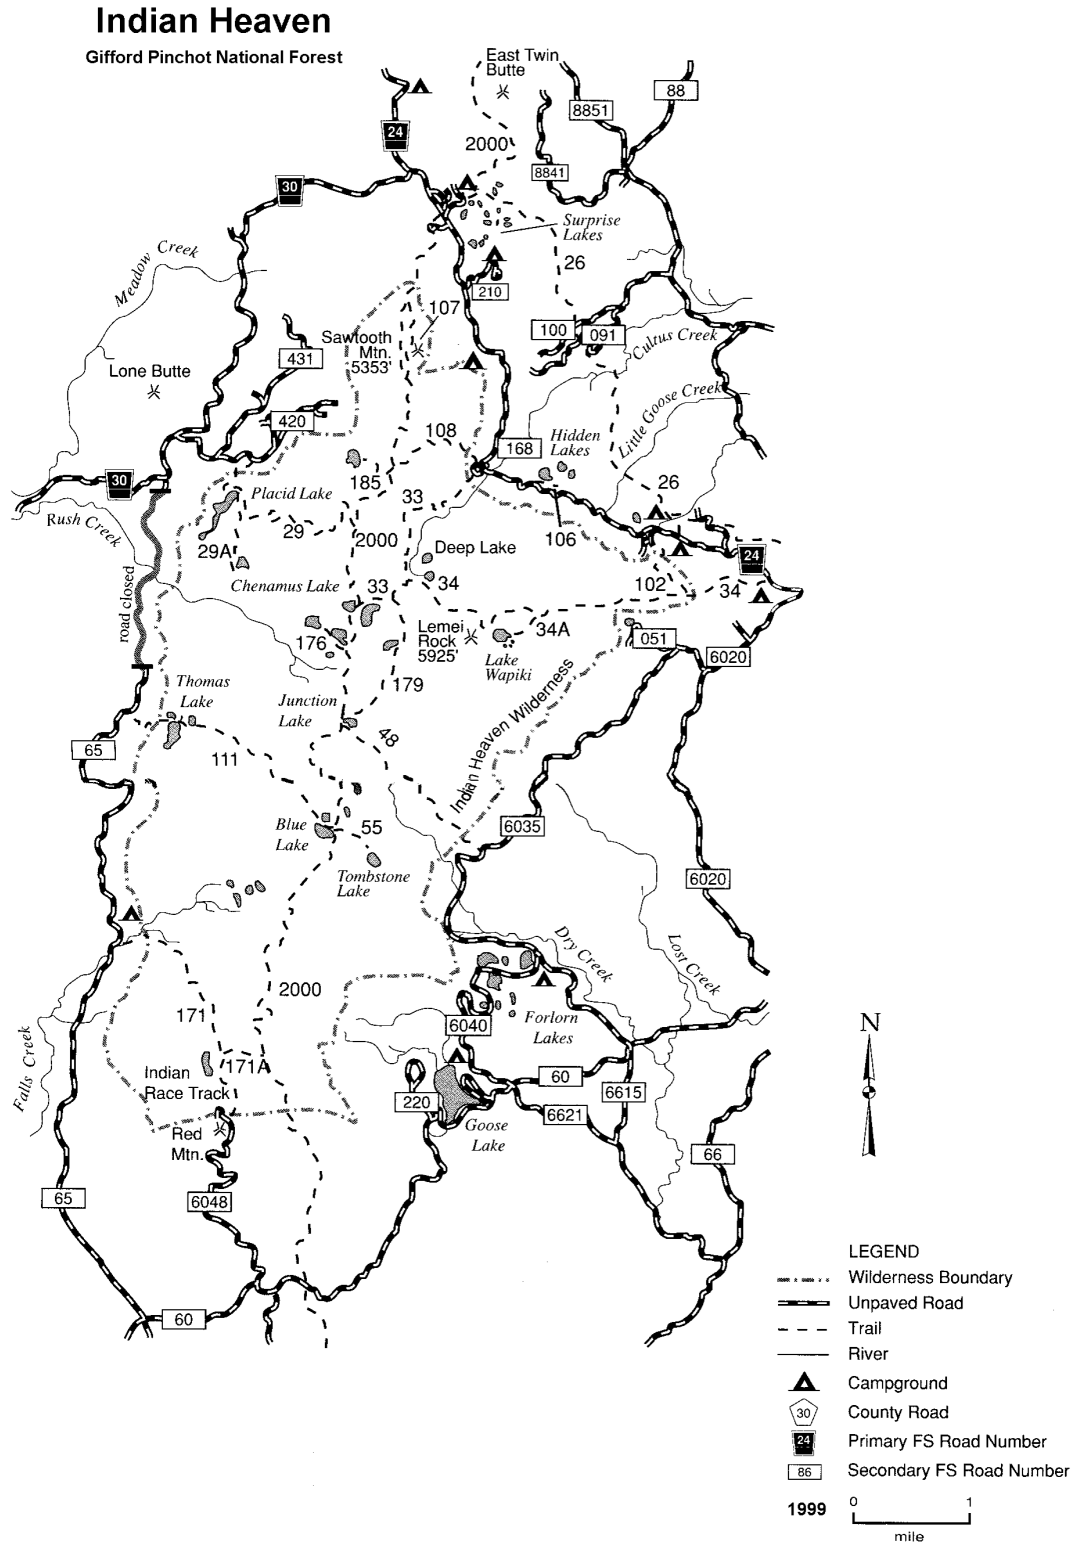 Indian Heaven
Gifford Pinchot National Forest
East Twin
Butte
88
8851
24
2000
8841
30
Surprise
Lakes
Meadow Creek
26
210
107
100
091
Sawtooth
Mtn.
5353'
Cultus Creek
431
Lone Butte
Little Goose Creek
420
108
168
Hidden
Lakes
30
185
26
Placid Lake
33
Rush Creek
29
106
2000
29A
Deep Lake
24
Chenamus Lake
33
34
102
34
road closed
176
Lemei
Rock
5925'
34A
051
Lake
Wapiki
6020
Thomas
Lake
179
Junction
Lake
Indian Heaven Wilderness
48
65
111
6035
Blue
Lake
55
Tombstone
Lake
6020
Dry Creek
Lost Creek
2000
171
6040
Forlorn
Lakes
N
Falls Creek
Indian
Race Track
171A
60
220
6615
6621
Goose
Lake
Red
Mtn.
66
65
6048
60
LEGEND
Wilderness Boundary
Unpaved Road
Trail
River
Campground
30
County Road
24
Primary FS Road Number
86
Secondary FS Road Number
1999
0 1
mile